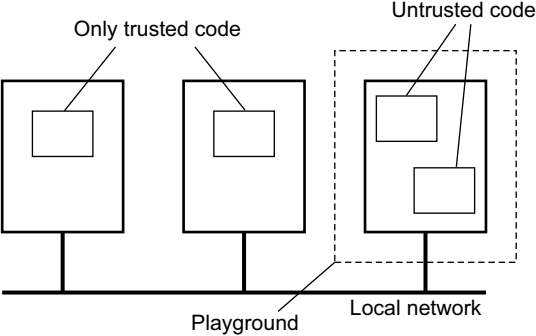 Untrusted code
Only trusted code
Local network
Playground